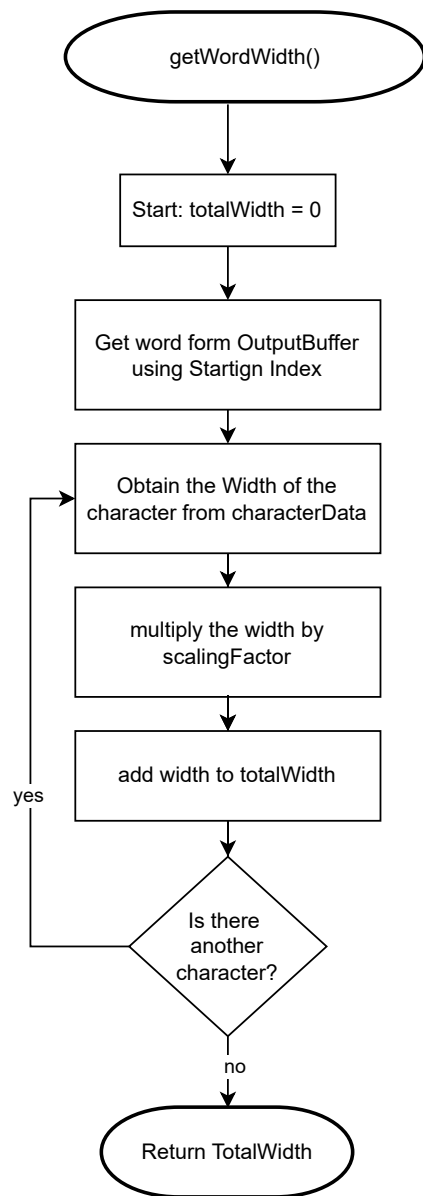 getWordWidth()
Start: totalWidth = 0
Get word form OutputBuffer
using Startign Index
Obtain the Width of the
character from characterData
multiply the width by
scalingFactor
add width to totalWidth
yes
Is there
another
character?
no
Return TotalWidth